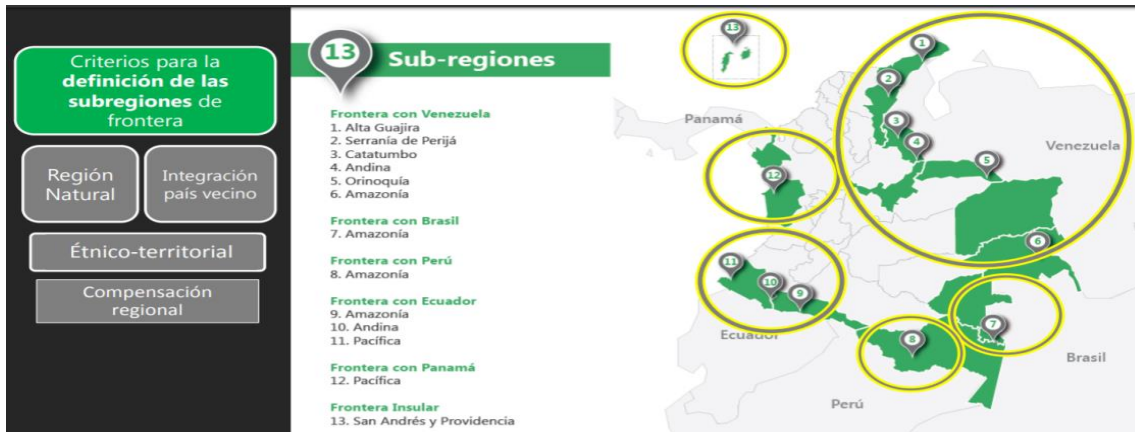 Criterios para la
definición de las
subregiones de
frontera
Región
Natural
Integración
país vecino
Étnico-territorial
Compensación
regional
13
Sub-regiones
Frontera con Venezuela
1. Alta Guajira
2. Serranía de Perijá
3. Catatumbo
4. Andina
5. Orinoquía
6. Amazonía
Frontera con Brasil
7. Amazonía
Frontera con Perú
8. Amazonía
Frontera con Ecuador
9. Amazonía
10. Andina
11. Pacífica
Frontera con Panamá
12. Pacífica
Frontera Insular
13. San Andrés y Providencia
13
1
2
Panamá
3
4
Venezuela
5
12
6
11
10
9
7
Ecuador
8
Brasil
Perú